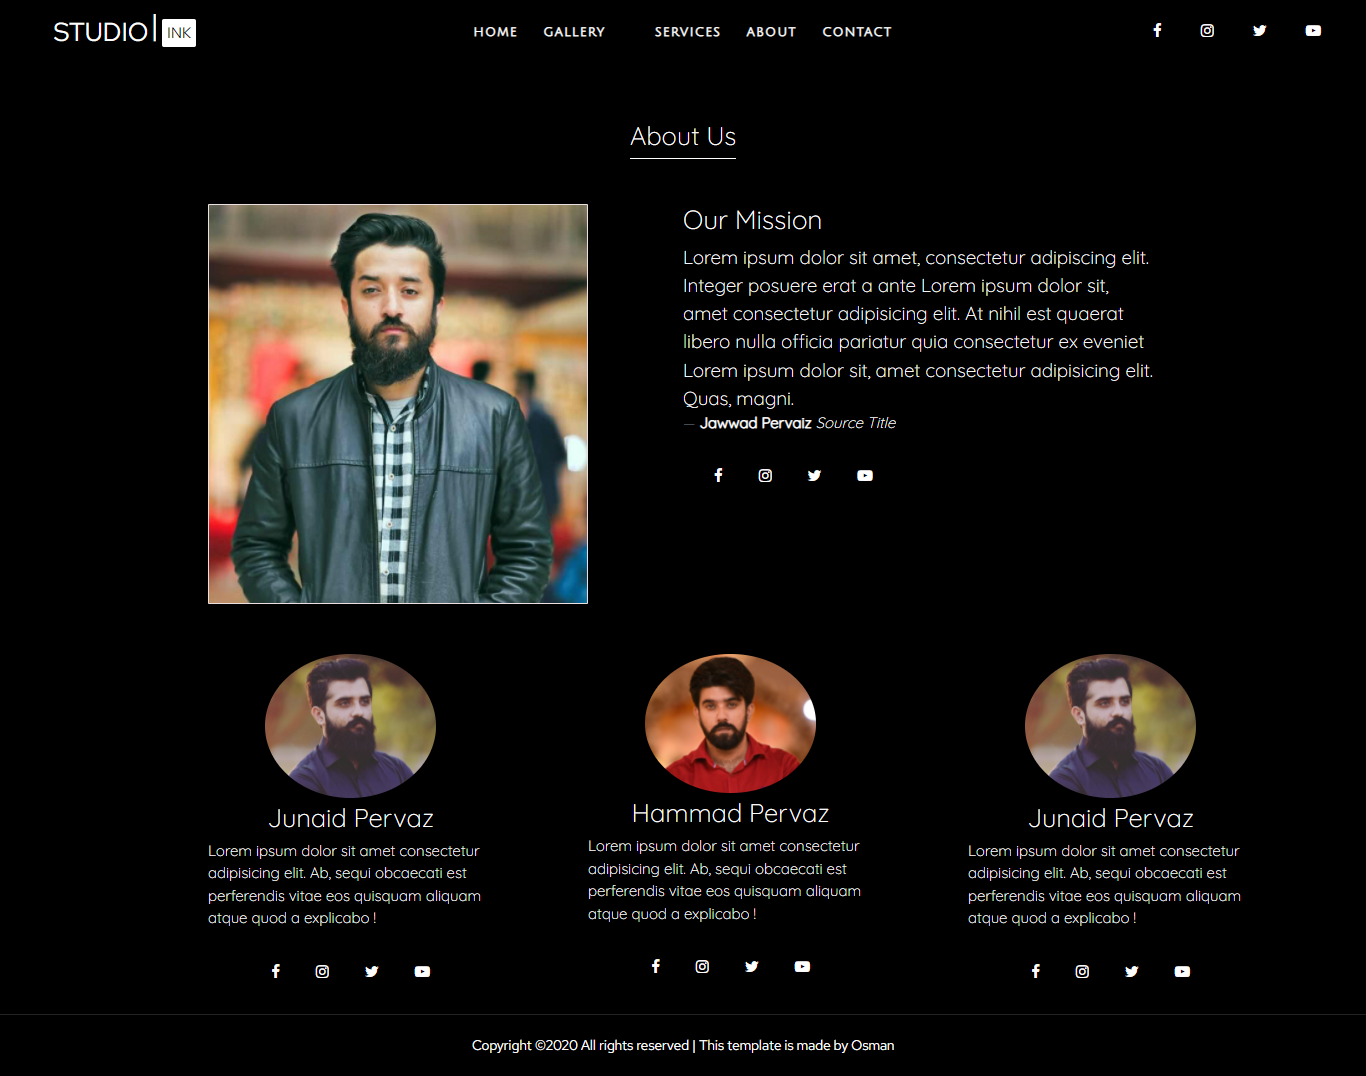 STUDIO| INK
HOME GALLERY SERVICES ABOUT CONTACT
About Us
Our Mission
Lorem ipsum dolor sit amet, consectetur adipiscing elit.
Integer posuere erat a ante Lorem ipsum dolor sit,
amet consectetur adipisicing elit. At nihil est quaerat
libero nulla officia pariatur quia consectetur ex eveniet
Lorem ipsum dolor sit, amet consectetur adipisicing elit.
Quas, magni.
— Jawwad Pervaiz Source Title
Junaid Pervaz
Lorem ipsum dolor sit amet consectetur
adipisicing elit. Ab, sequi obcaecati est
perferendis vitae eos quisquam aliquam
atque quod a explicabo !
Hammad Pervaz
Lorem ipsum dolor sit amet consectetur
adipisicing elit. Ab, sequi obcaecati est
perferendis vitae eos quisquam aliquam
atque quod a explicabo !
Junaid Pervaz
Lorem ipsum dolor sit amet consectetur
adipisicing elit. Ab, sequi obcaecati est
perferendis vitae eos quisquam aliquam
atque quod a explicabo !
Copyright ©2020 All rights reserved | This template is made by Osman